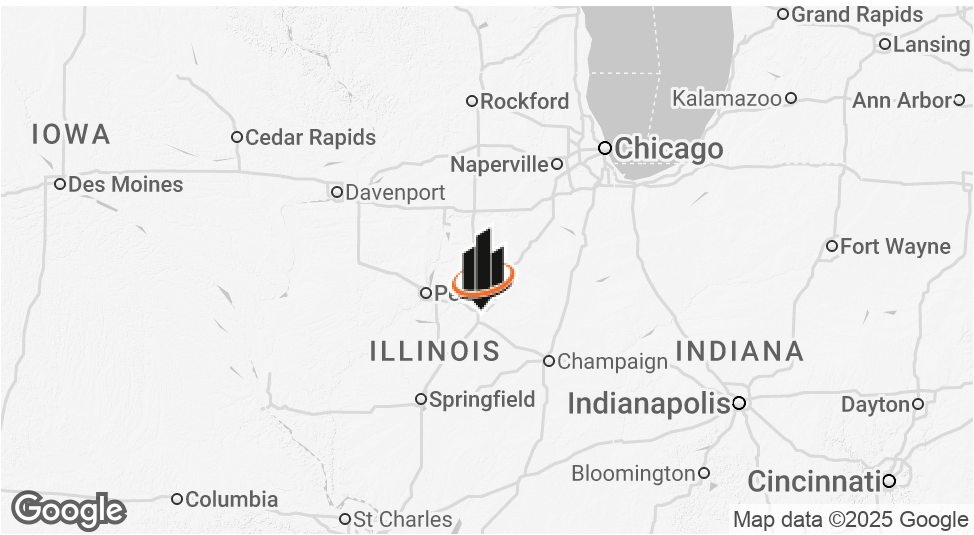 Grand Rapids
Lansing
Rockford
Kalamazoo
Ann Arbor
IOWA
Cedar Rapids
Chicago
Naperville
Des Moines
Davenport
Fort Wayne
Pe
ILLINOIS
INDIANA
Champaign
Springfield
Indianapolis
Dayton
Bloomington
Cincinnati
Columbia
Google
St Charles
Map data ©2025 Google